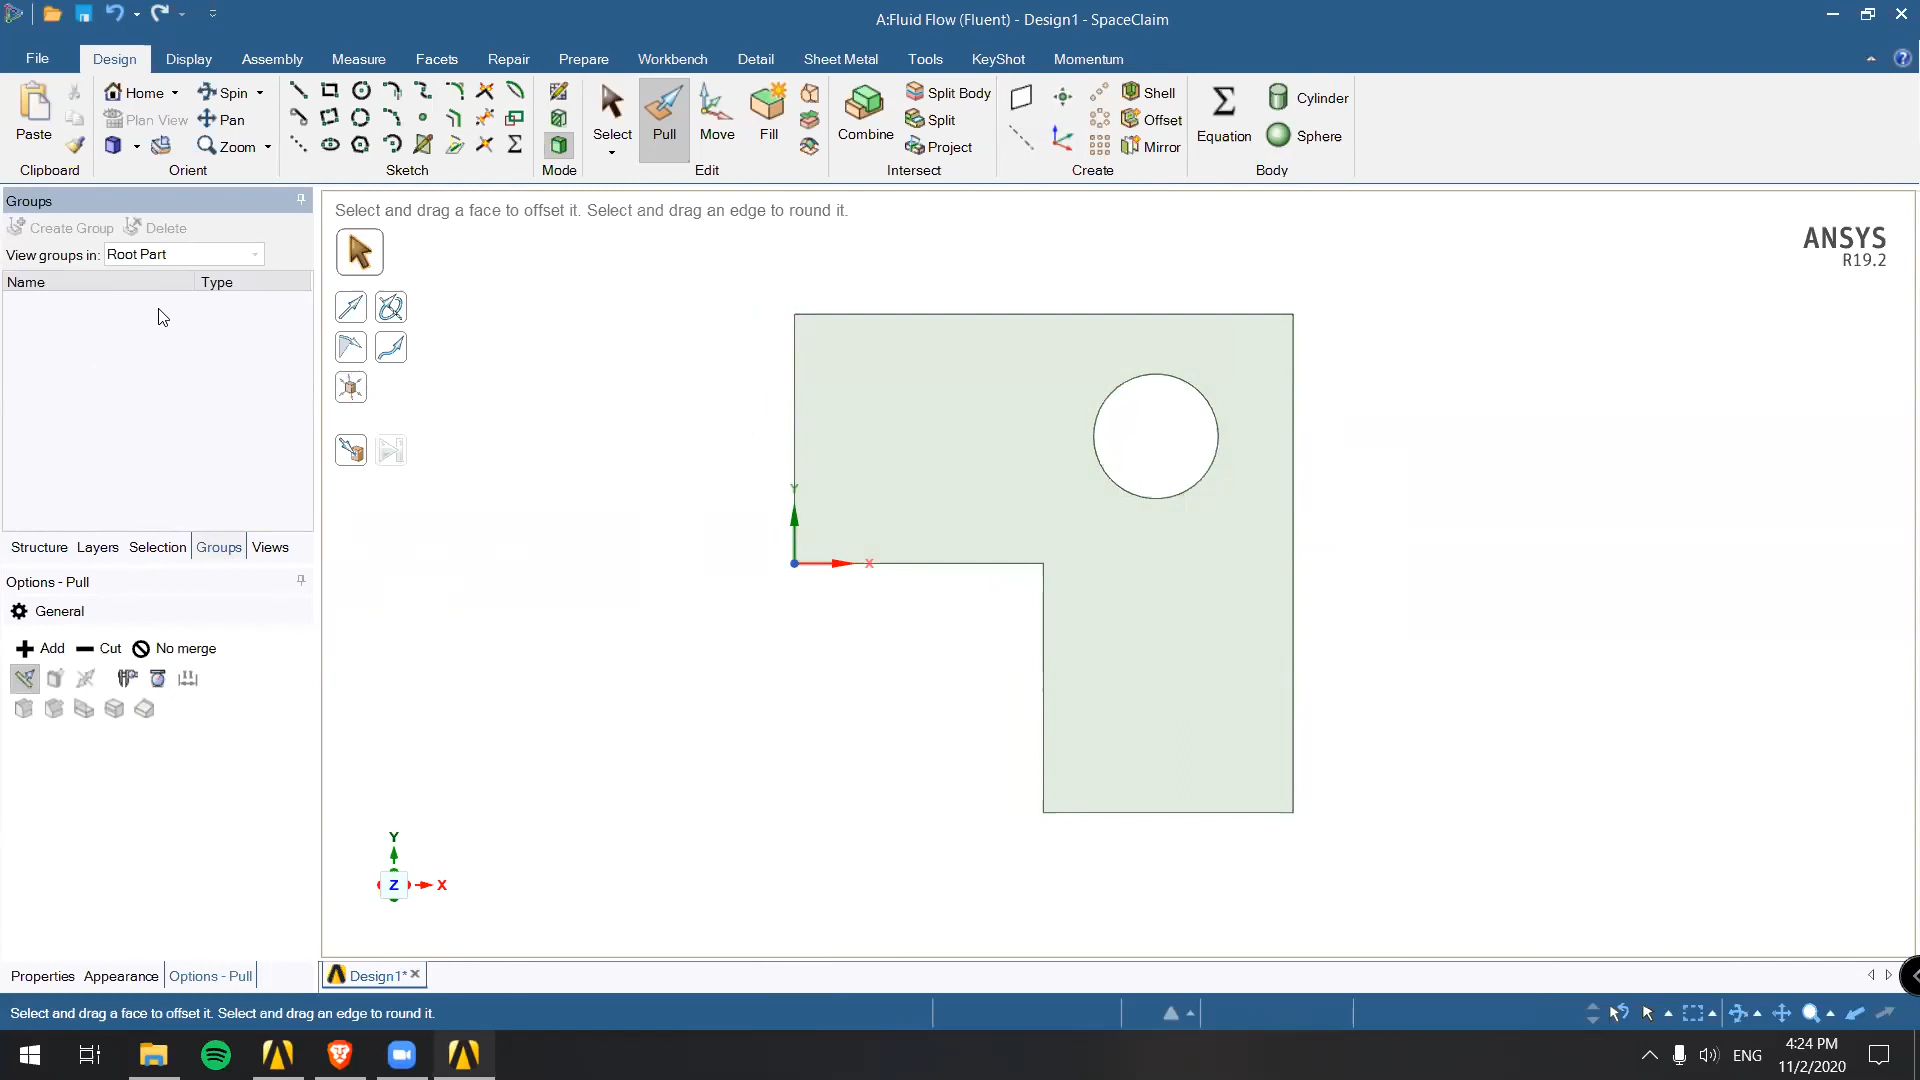 A:Fluid Flow (Fluent) - Design1 - SpaceClaim
File Design Display Assembly Measure Facets Repair Prepare Workbench Detail Sheet Metal Tools KeyShot Momentum
Paste
Clipboard
Home Spin
Plan View Pan
Zoom
Orient
Sketch
Mode
Select Pull Move Fill
Edit
Combine
Split Body
Split
Project
Intersect
Shell
Offset
Mirror
Create
Equation
Cylinder
Sphere
Body
Groups
Create Group Delete
View groups in: Root Part
Name Type
Structure Layers Selection Groups Views
Options - Pull
General
Add Cut No merge
Properties Appearance Options - Pull
Select and drag a face to offset it. Select and drag an edge to round it.
ANSYS
R19.2
Y
X
Y
Z X
Design1*
Select and drag a face to offset it. Select and drag an edge to round it.
ENG
4:24 PM
11/2/2020